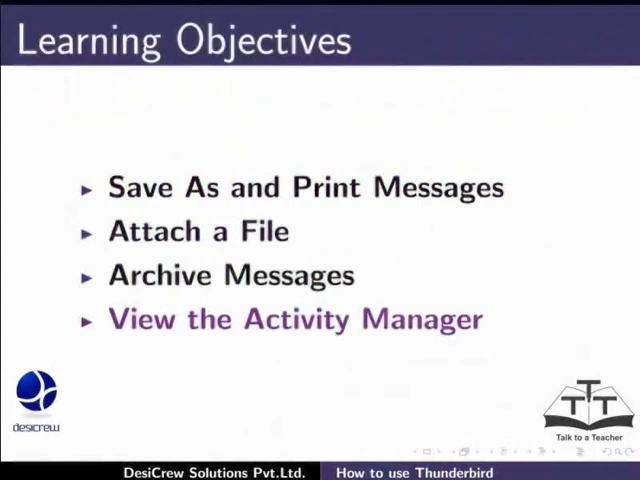 Learning Objectives
Save As and Print Messages
Attach a File
Archive Messages
View the Activity Manager
desicrew
TTT
Talk to a Teacher
DesiCrew Solutions Pvt.Ltd. How to use Thunderbird